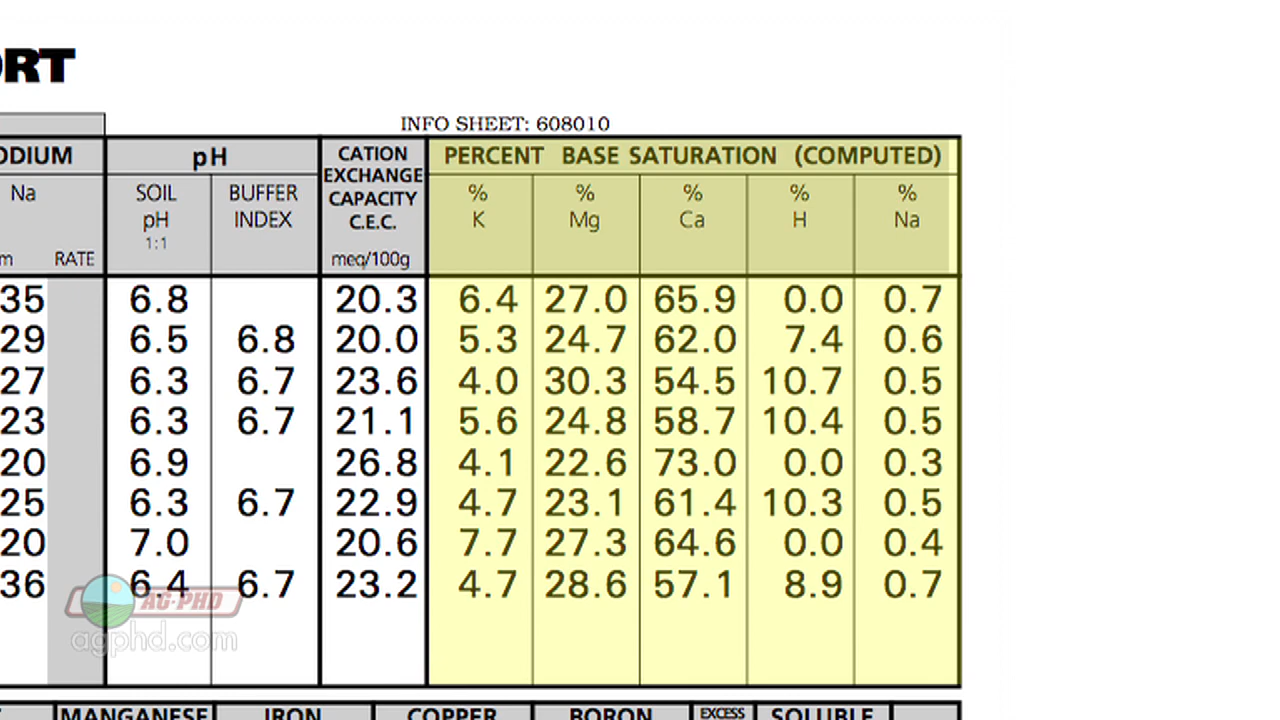 ORT
INFO SHEET: 608010
ODIUM pH CATION EXCHANGE CAPACITY C.E.C. PERCENT BASE SATURATION (COMPUTED)
Na SOIL pH 1:1 BUFFER INDEX % K % Mg % Ca % H % Na
m RATE meq/100g
35 6.8 20.3 6.4 27.0 65.9 0.0 0.7
29 6.5 6.8 20.0 5.3 24.7 62.0 7.4 0.6
27 6.3 6.7 23.6 4.0 30.3 54.5 10.7 0.5
23 6.3 6.7 21.1 5.6 24.8 58.7 10.4 0.5
20 6.9 26.8 4.1 22.6 73.0 0.0 0.3
25 6.3 6.7 22.9 4.7 23.1 61.4 10.3 0.5
20 7.0 20.6 7.7 27.3 64.6 0.0 0.4
36 6.4 6.7 23.2 4.7 28.6 57.1 8.9 0.7
AG PHD
agphd.com
MANGANESE IRON COPPER BORON EXCESS SOLUBLE